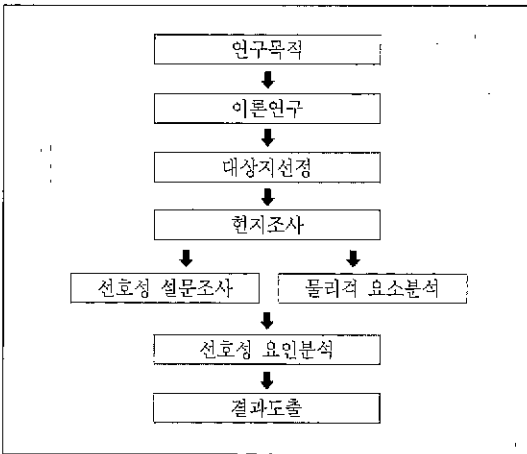 연구목적
이론연구
대상지선정
현지조사
선호성 설문조사
물리적 요소분석
선호성 요인분석
결과도출